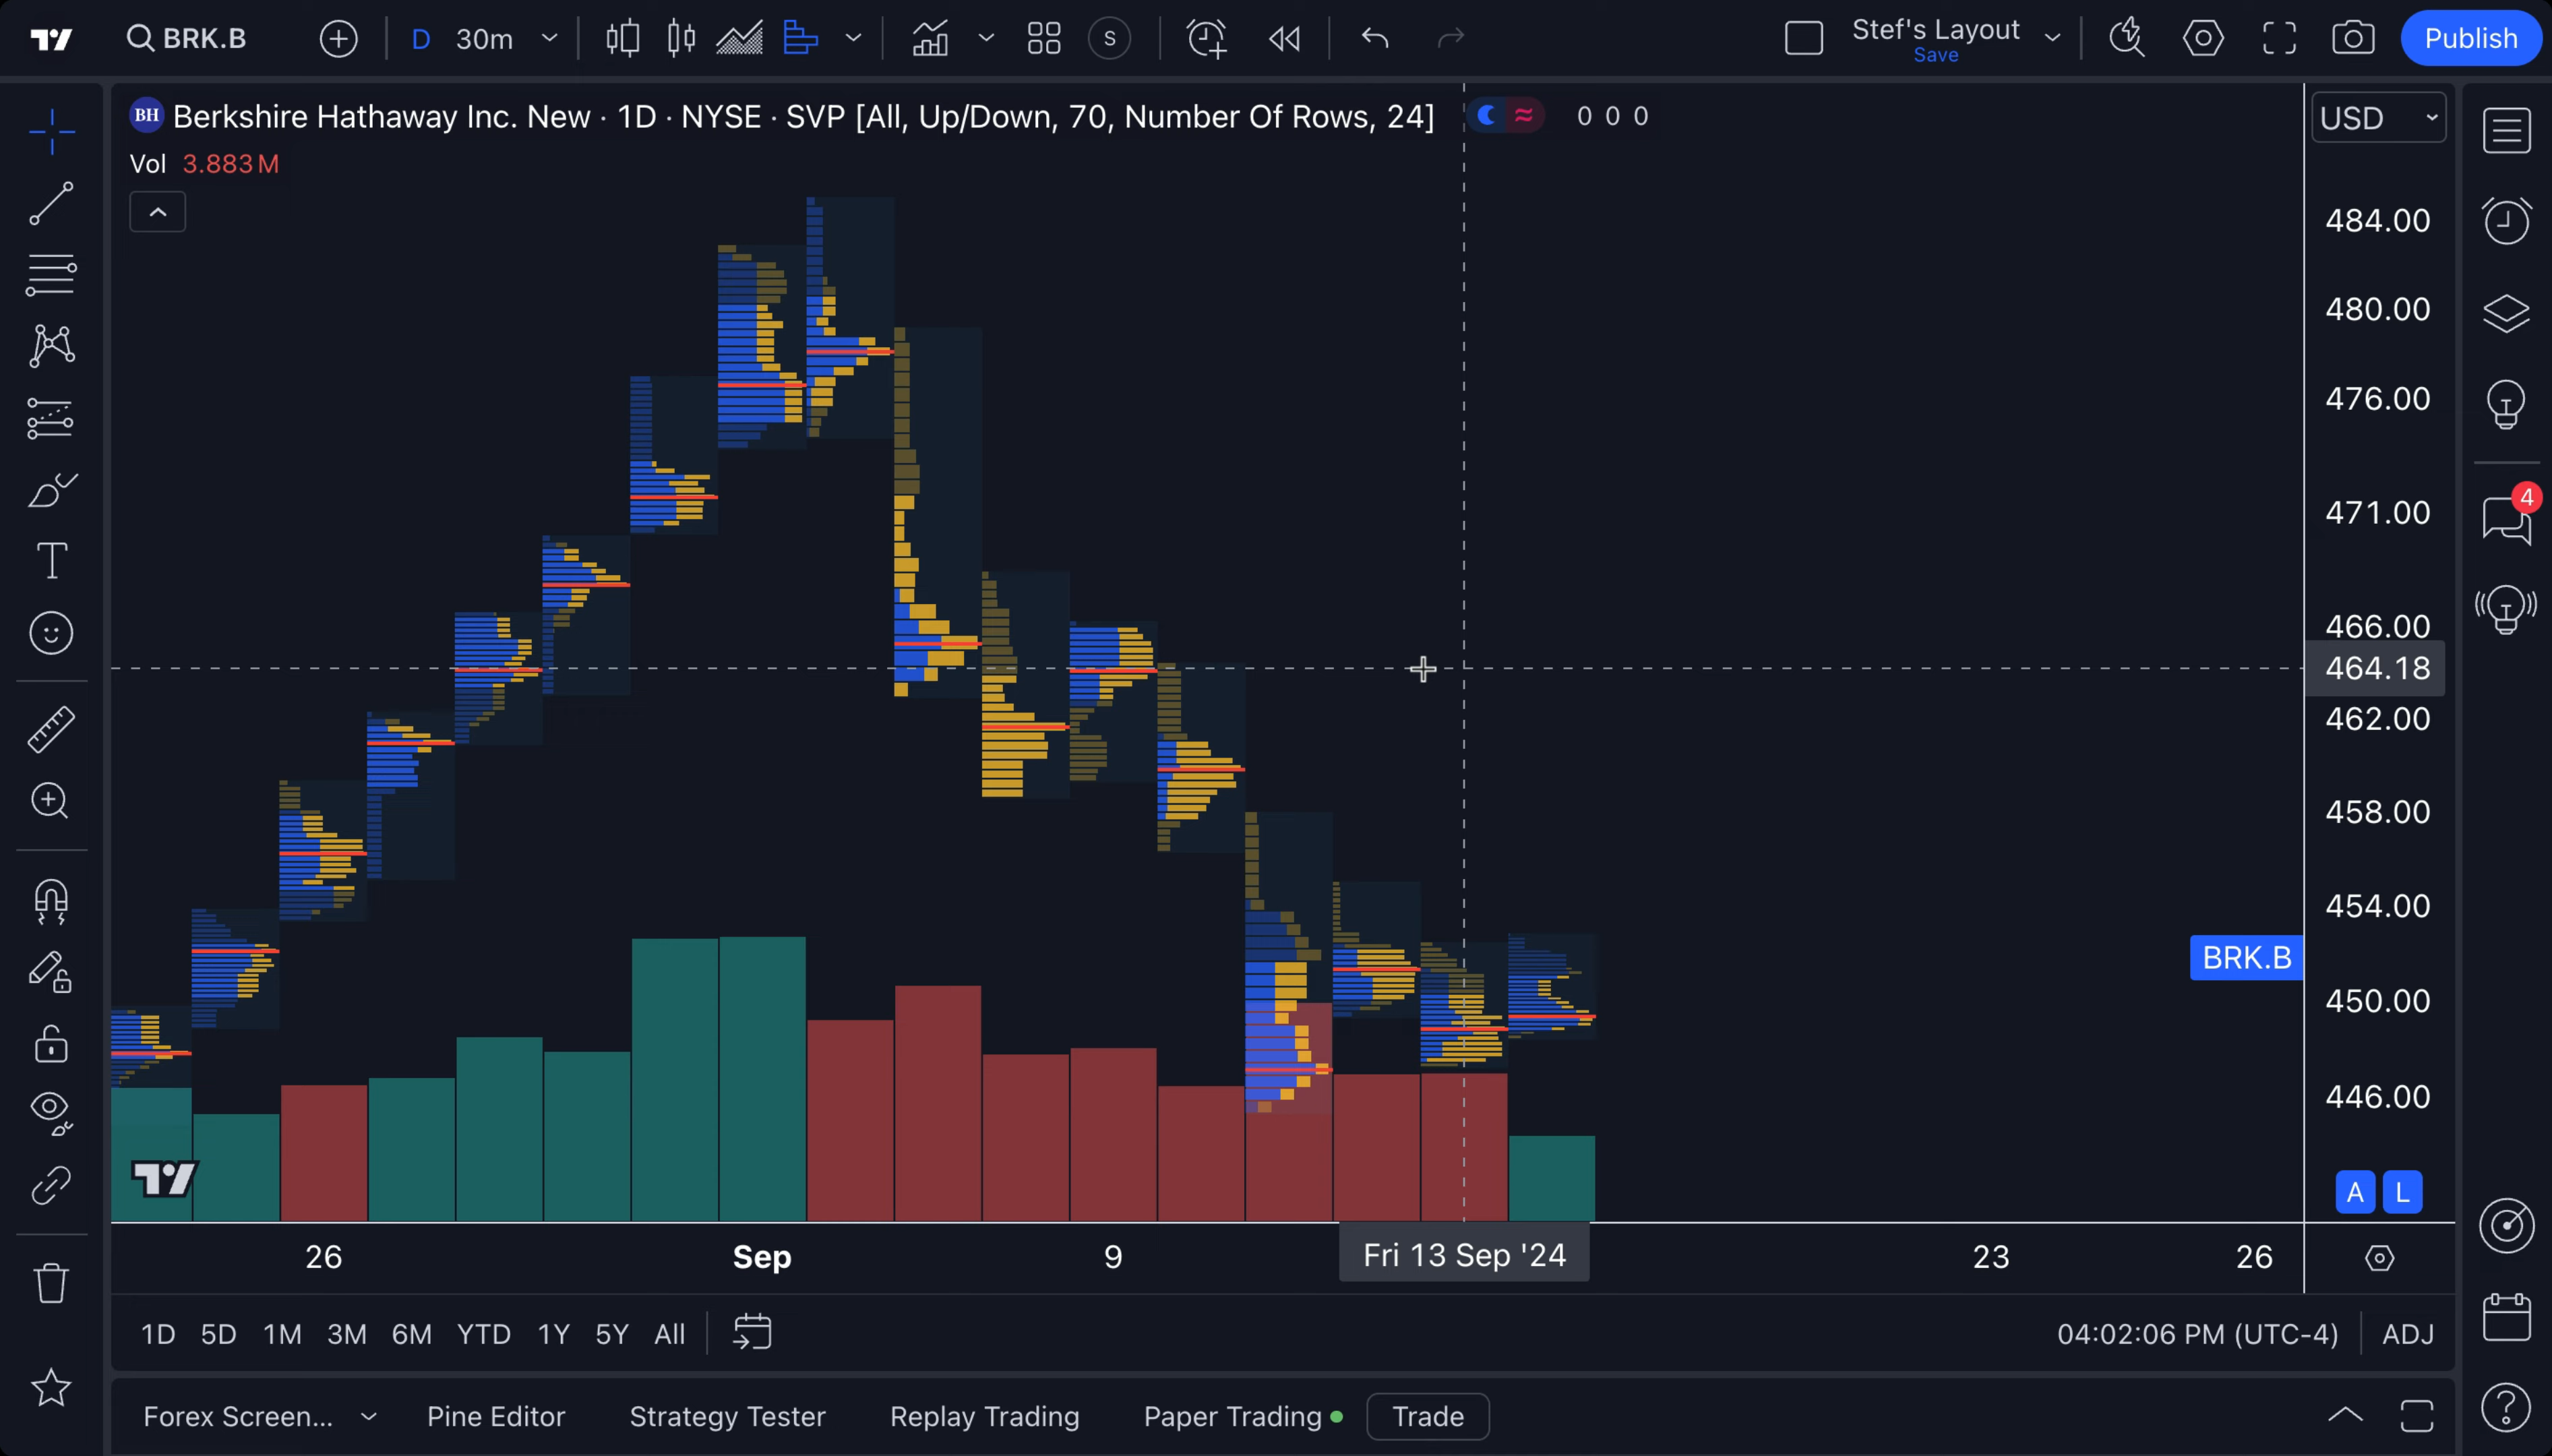 BRK.B
D 30m
S
Stef's Layout
Save
Publish
BH Berkshire Hathaway Inc. New · 1D · NYSE · SVP [All, Up/Down, 70, Number Of Rows, 24] 0 0 0
Vol 3.883 M
USD
484.00
480.00
476.00
471.00
466.00
464.18
462.00
458.00
454.00
BRK.B
450.00
446.00
A L
4
26 Sep 9 Fri 13 Sep '24 23 26
1D 5D 1M 3M 6M YTD 1Y 5Y All
04:02:06 PM (UTC-4) ADJ
Forex Screen... Pine Editor Strategy Tester Replay Trading Paper Trading Trade